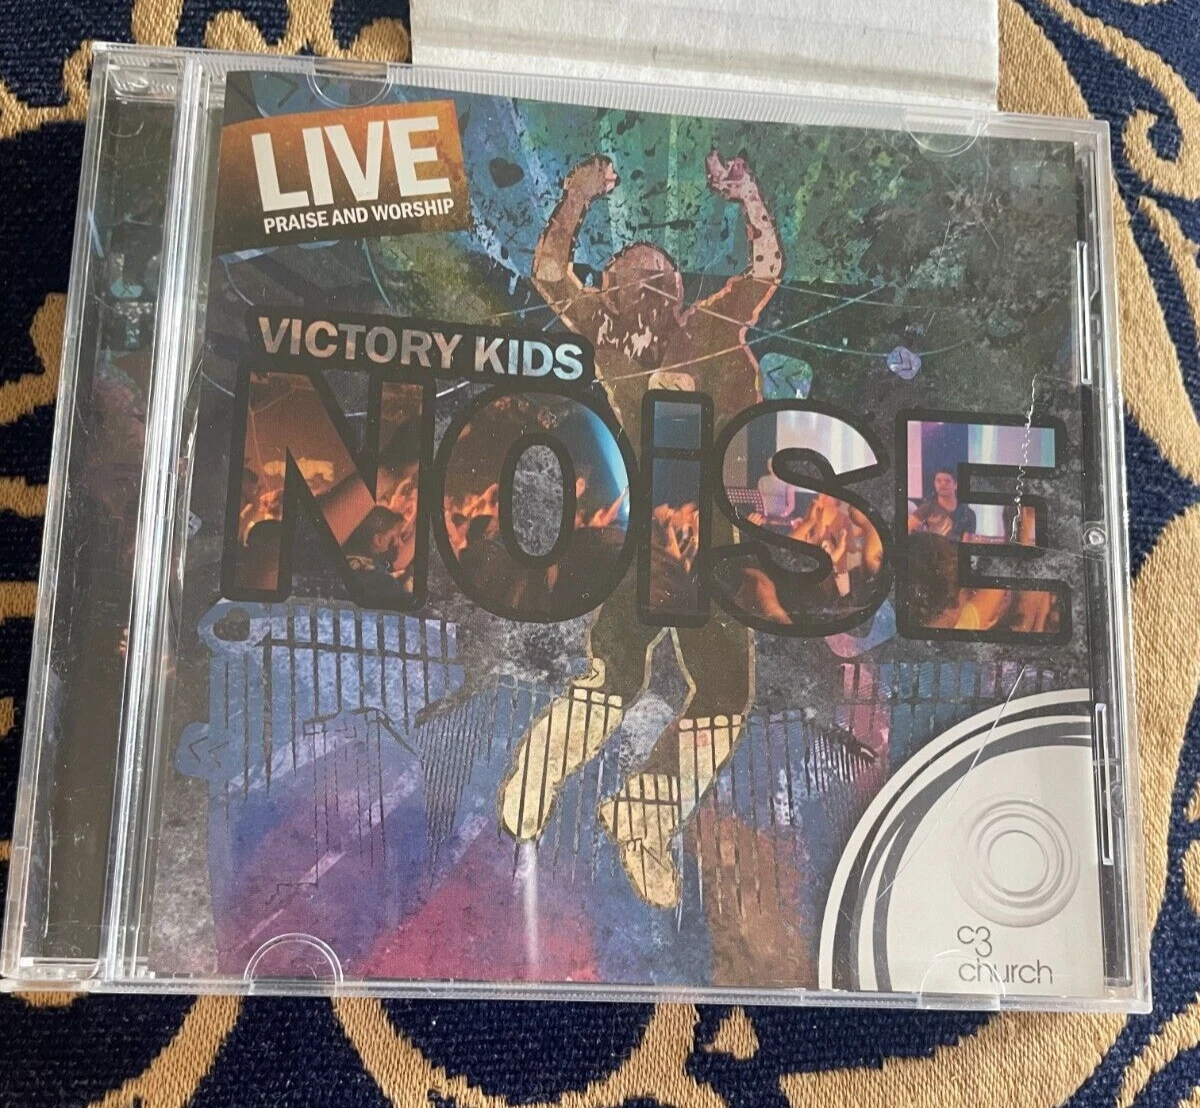 LIVE
PRAISE AND WORSHIP
VICTORY KIDS
NOiSE
c3
church